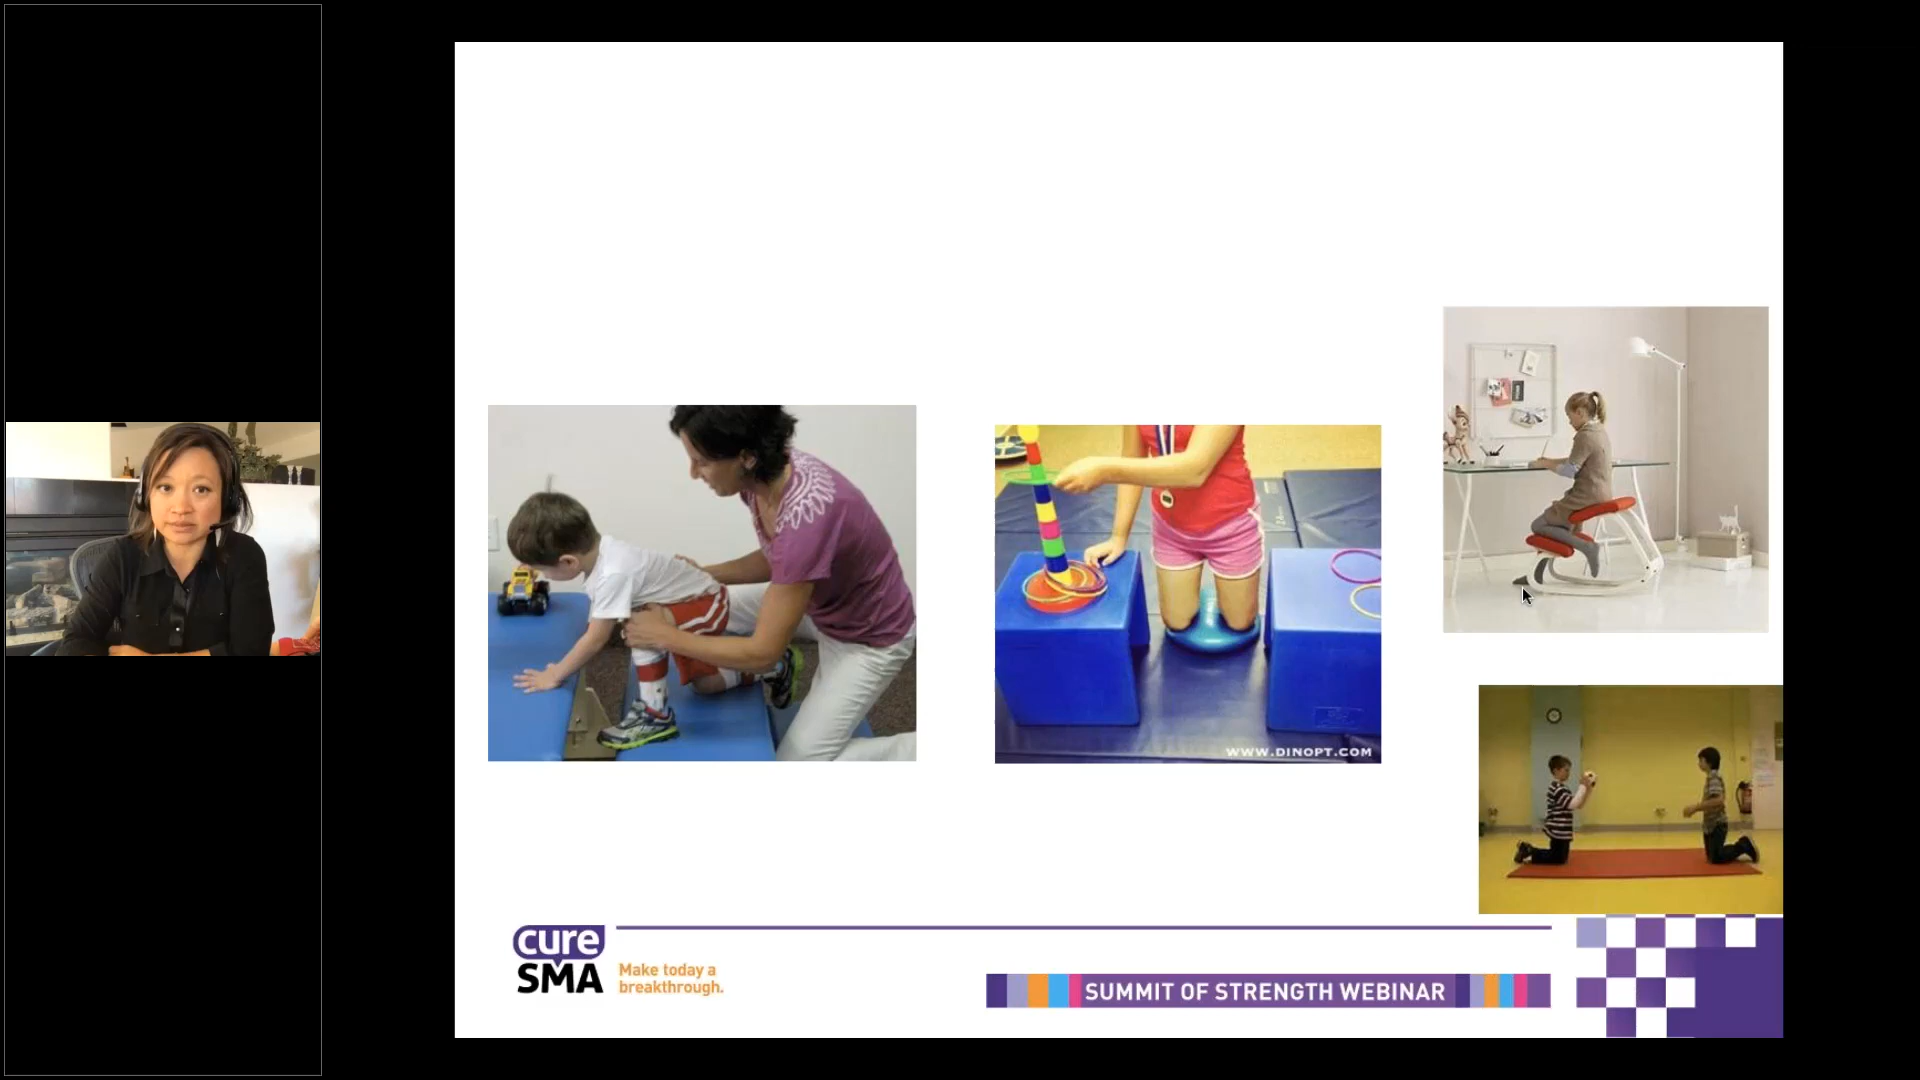 WWW.DINOPT.COM
cure
SMA
Make today a
breakthrough.
SUMMIT OF STRENGTH WEBINAR